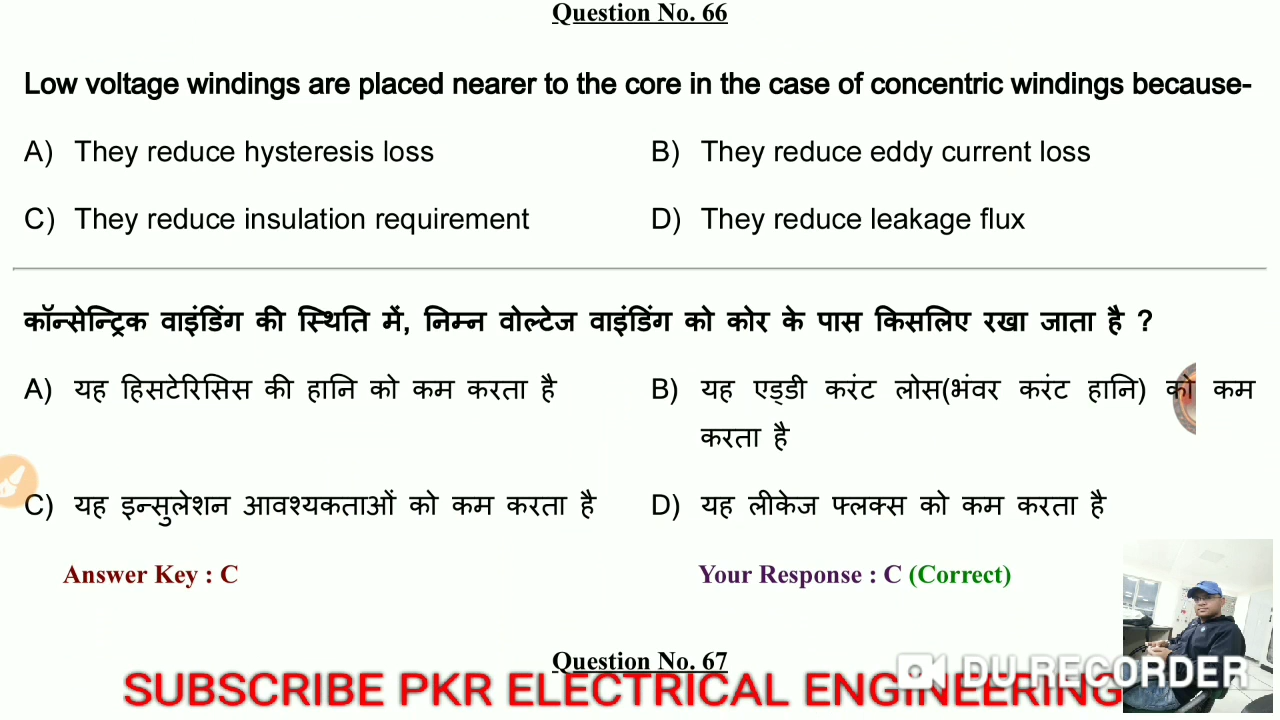 Question No. 66
Low voltage windings are placed nearer to the core in the case of concentric windings because-
A) They reduce hysteresis loss B) They reduce eddy current loss
C) They reduce insulation requirement D) They reduce leakage flux
कॉन्सेन्ट्रिक वाइंडिंग की स्थिति में, निम्न वोल्टेज वाइंडिंग को कोर के पास किसलिए रखा जाता है ?
A) यह हिसटेरिसिस की हानि को कम करता है B) यह एड्डी करंट लोस(भंवर करंट हानि) को कम
करता है
C) यह इन्सुलेशन आवश्यकताओं को कम करता है D) यह लीकेज फ्लक्स को कम करता है
Answer Key : C Your Response : C (Correct)
Question No. 67
SUBSCRIBE PKR ELECTRICAL ENGINEERING
DU RECORDER